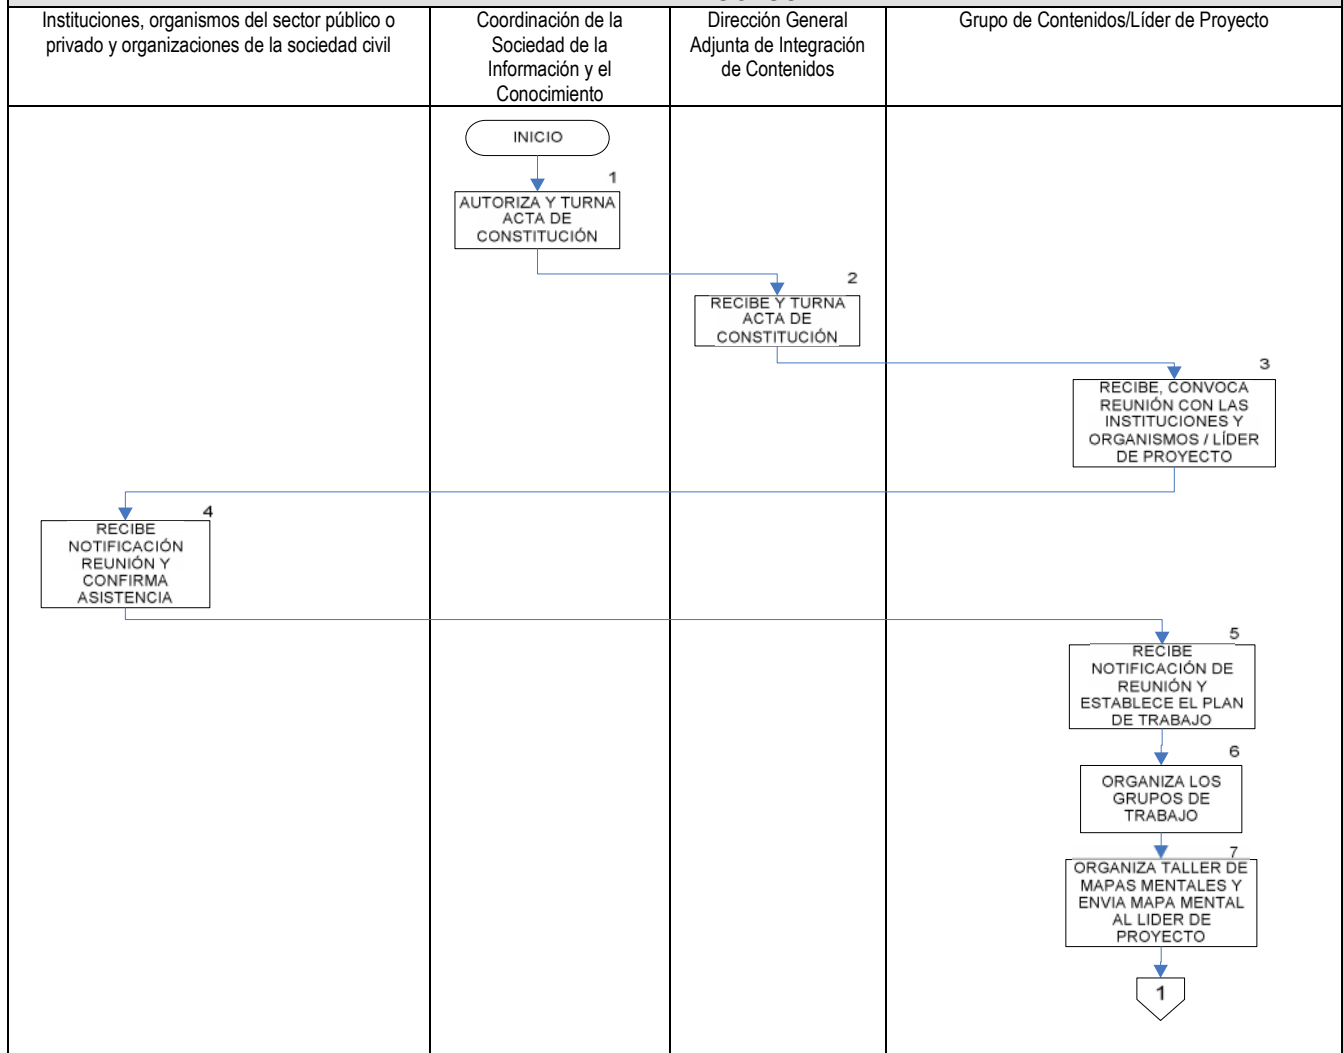 Instituciones, organismos del sector público o
privado y organizaciones de la sociedad civil
Coordinación de la
Sociedad de la
Información y el
Conocimiento
Dirección General
Adjunta de Integración
de Contenidos
Grupo de Contenidos/Líder de Proyecto
INICIO
1
AUTORIZA Y TURNA
ACTA DE
CONSTITUCIÓN
2
RECIBE Y TURNA
ACTA DE
CONSTITUCIÓN
3
RECIBE, CONVOCA
REUNIÓN CON LAS
INSTITUCIONES Y
ORGANISMOS / LÍDER
DE PROYECTO
4
RECIBE
NOTIFICACIÓN
REUNIÓN Y
CONFIRMA
ASISTENCIA
5
RECIBE
NOTIFICACIÓN DE
REUNIÓN Y
ESTABLECE EL PLAN
DE TRABAJO
6
ORGANIZA LOS
GRUPOS DE
TRABAJO
7
ORGANIZA TALLER DE
MAPAS MENTALES Y
ENVIA MAPA MENTAL
AL LIDER DE
PROYECTO
1